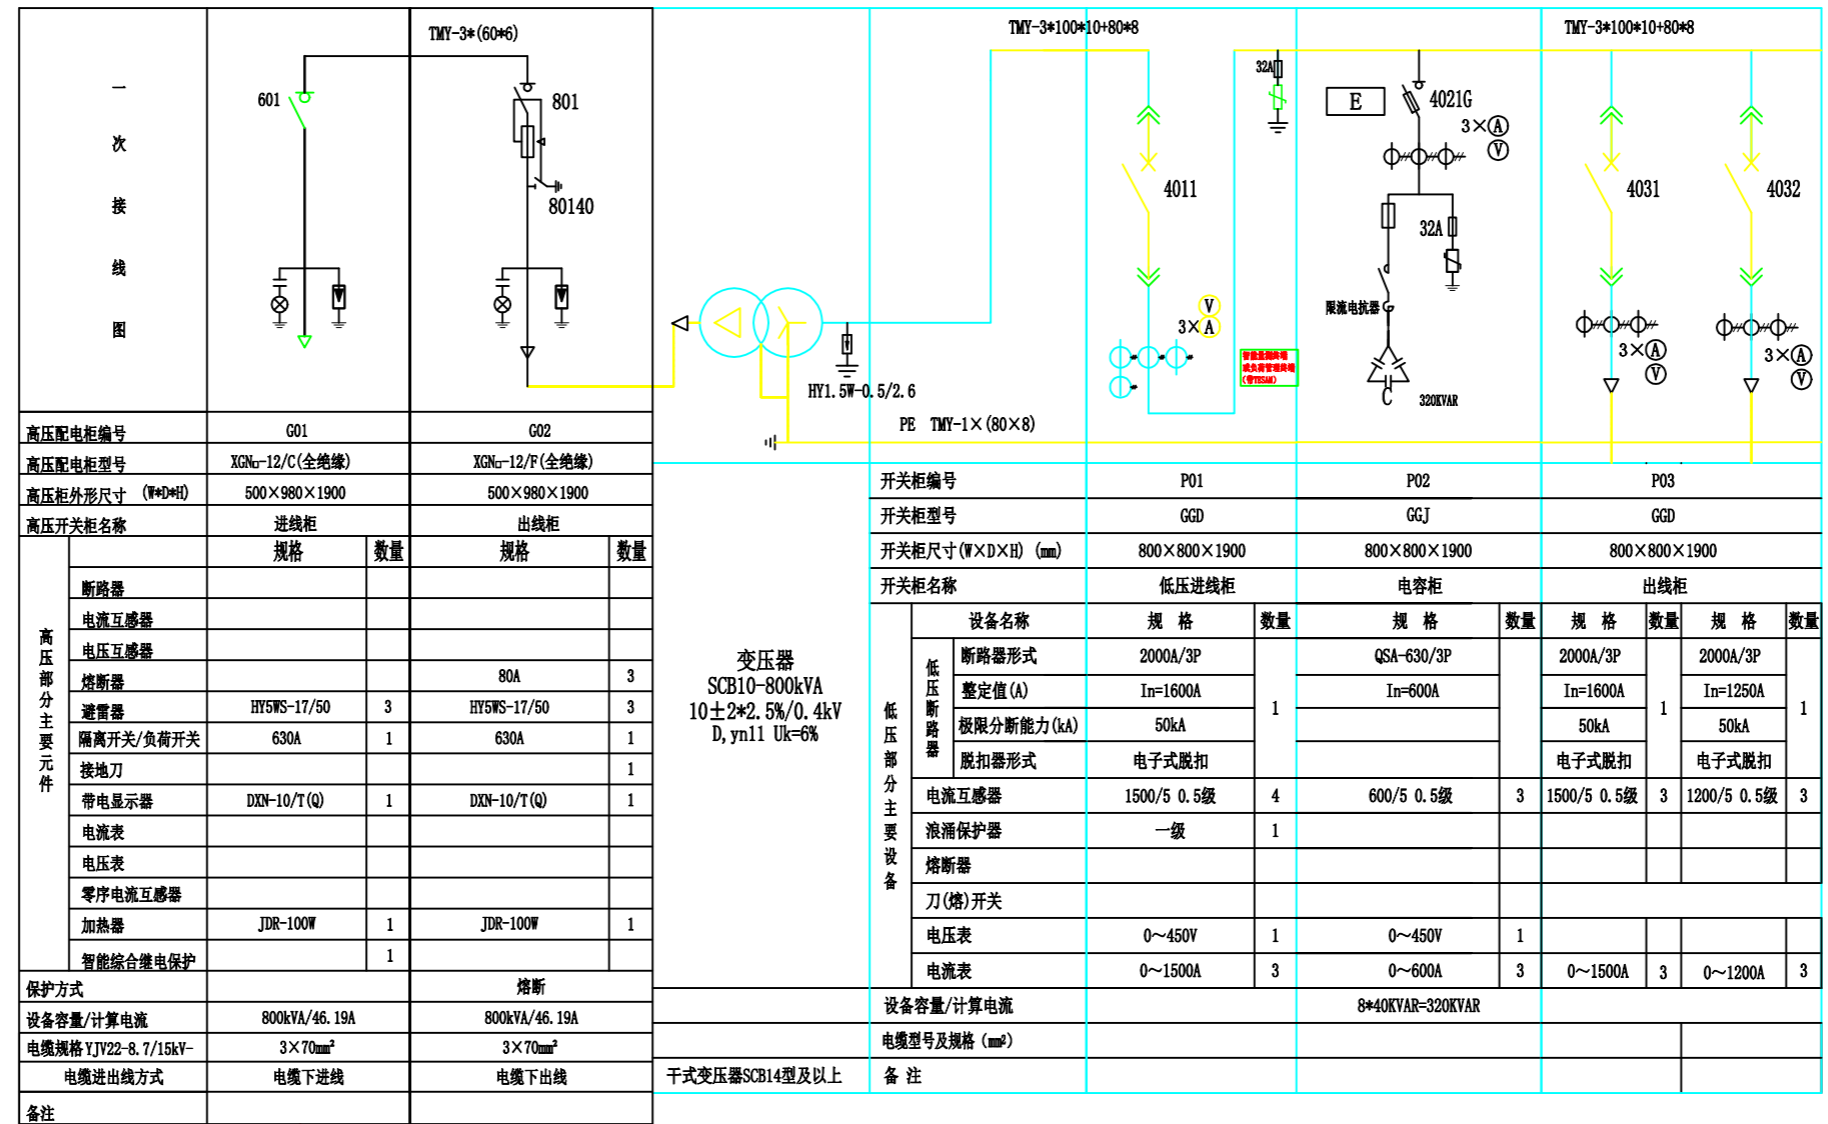 一次接线图
TMY-3*(60*6)
601
801
80140
TMY-3*100*10+80*8
TMY-3*100*10+80*8
32A
E
4021G
3×Ⓐ
Ⓥ
4011
32A
4031
4032
限流电抗器
V
3×Ⓐ
智能量测终端
或负荷管理终端
3×Ⓐ
Ⓥ
3×Ⓐ
Ⓥ
C
320KVAR
HY1.5W-0.5/2.6
PE TMY-1×(80×8)
高压配电柜编号 G01 G02
高压配电柜型号 XGN□-12/C(全绝缘) XGN□-12/F(全绝缘)
高压柜外形尺寸 (W*D*H) 500×980×1900 500×980×1900
高压开关柜名称 进线柜 出线柜
高压部分主要元件
规格 数量 规格 数量
断路器
电流互感器
电压互感器
熔断器 80A 3
避雷器 HY5WS-17/50 3 HY5WS-17/50 3
隔离开关/负荷开关 630A 1 630A 1
接地刀 1
带电显示器 DXN-10/T(Q) 1 DXN-10/T(Q) 1
电流表
电压表
零序电流互感器
加热器 JDR-100W 1 JDR-100W 1
智能综合继电保护 1
保护方式 熔断
设备容量/计算电流 800kVA/46.19A 800kVA/46.19A
电缆规格YJV22-8.7/15kV- 3×70mm² 3×70mm²
电缆进出线方式 电缆下进线 电缆下出线
备注
变压器
SCB10-800kVA
10±2*2.5%/0.4kV
D,yn11 Uk=6%
干式变压器SCB14型及以上
开关柜编号 P01 P02 P03
开关柜型号 GGD GGJ GGD
开关柜尺寸(W×D×H) (mm) 800×800×1900 800×800×1900 800×800×1900
开关柜名称 低压进线柜 电容柜 出线柜
低压部分主要设备
设备名称 规 格 数量 规 格 数量 规 格 数量 规 格 数量
低压断路器
断路器形式 2000A/3P QSA-630/3P 2000A/3P 2000A/3P
整定值(A) In=1600A In=600A In=1600A In=1250A
1 1 1
极限分断能力(kA) 50kA 50kA 50kA
脱扣器形式 电子式脱扣 电子式脱扣 电子式脱扣
电流互感器 1500/5 0.5级 4 600/5 0.5级 3 1500/5 0.5级 3 1200/5 0.5级 3
浪涌保护器 一级 1
熔断器
刀(熔)开关
电压表 0～450V 1 0～450V 1
电流表 0～1500A 3 0～600A 3 0～1500A 3 0～1200A 3
设备容量/计算电流 8*40KVAR=320KVAR
电缆型号及规格 (mm²)
备 注